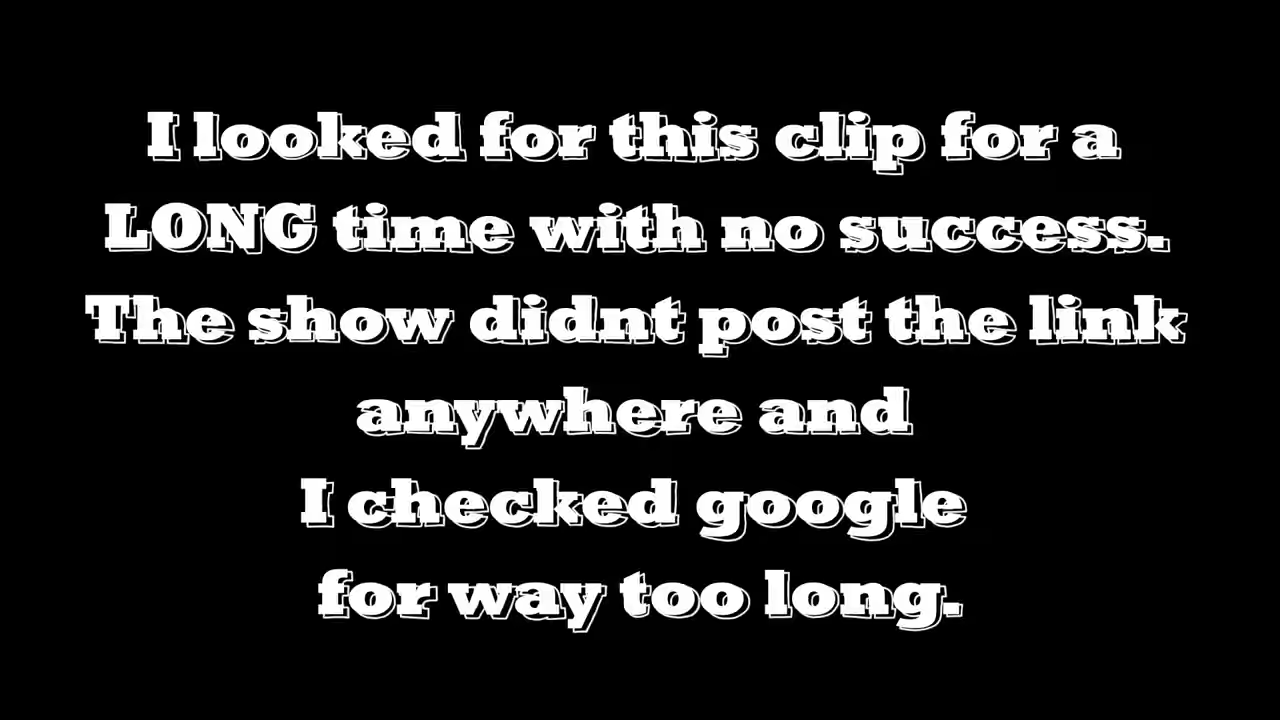 I looked for this clip for a
LONG time with no success.
The show didnt post the link
anywhere and
I checked google
for way too long.